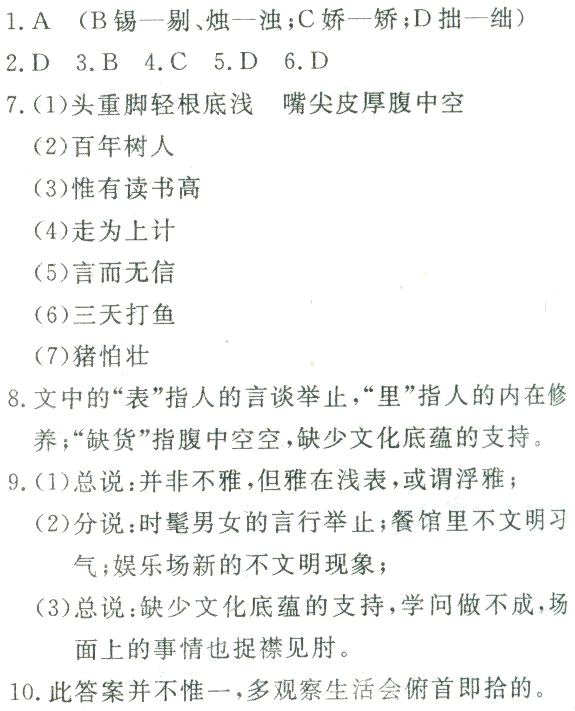 1. A （B锡—剔、烛—浊;C娇—矫;D拙—绌）
2. D 3. B 4. C 5. D 6. D
7. (1)头重脚轻根底浅 嘴尖皮厚腹中空
(2)百年树人
(3)惟有读书高
(4)走为上计
(5)言而无信
(6)三天打鱼
(7)猪怕壮
8. 文中的“表”指人的言谈举止,“里”指人的内在修
养;“缺货”指腹中空空,缺少文化底蕴的支持。
9. (1)总说:并非不雅,但雅在浅表,或谓浮雅;
(2)分说:时髦男女的言行举止;餐馆里不文明习
气;娱乐场新的不文明现象;
(3)总说:缺少文化底蕴的支持,学问做不成,场
面上的事情也捉襟见肘。
10. 此答案并不惟一,多观察生活会俯首即拾的。